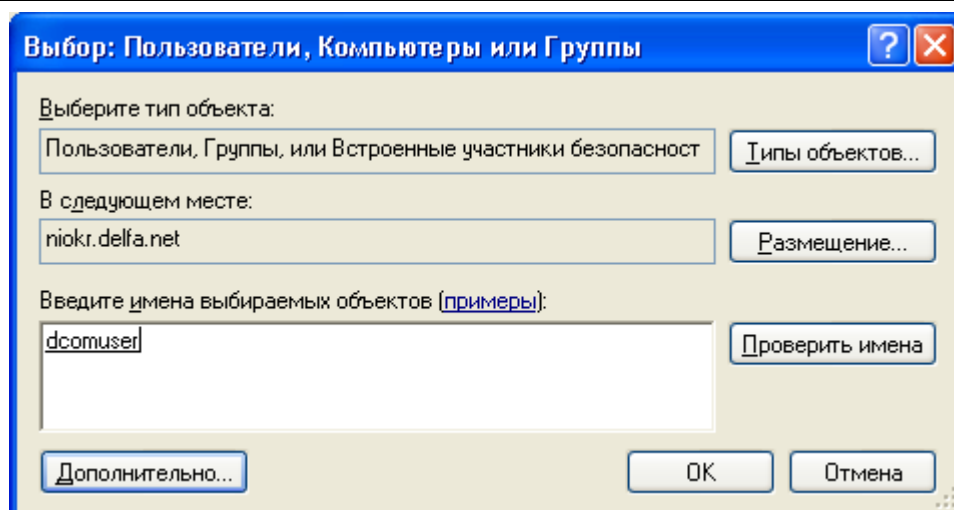 Выбор: Пользователи, Компьютеры или Группы
Выберите тип объекта:
Пользователи, Группы, или Встроенные участники безопасност
Типы объектов...
В следующем месте:
niokr.delfa.net
Размещение...
Введите имена выбираемых объектов (примеры):
dcomuser
Проверить имена
Дополнительно...
OK
Отмена